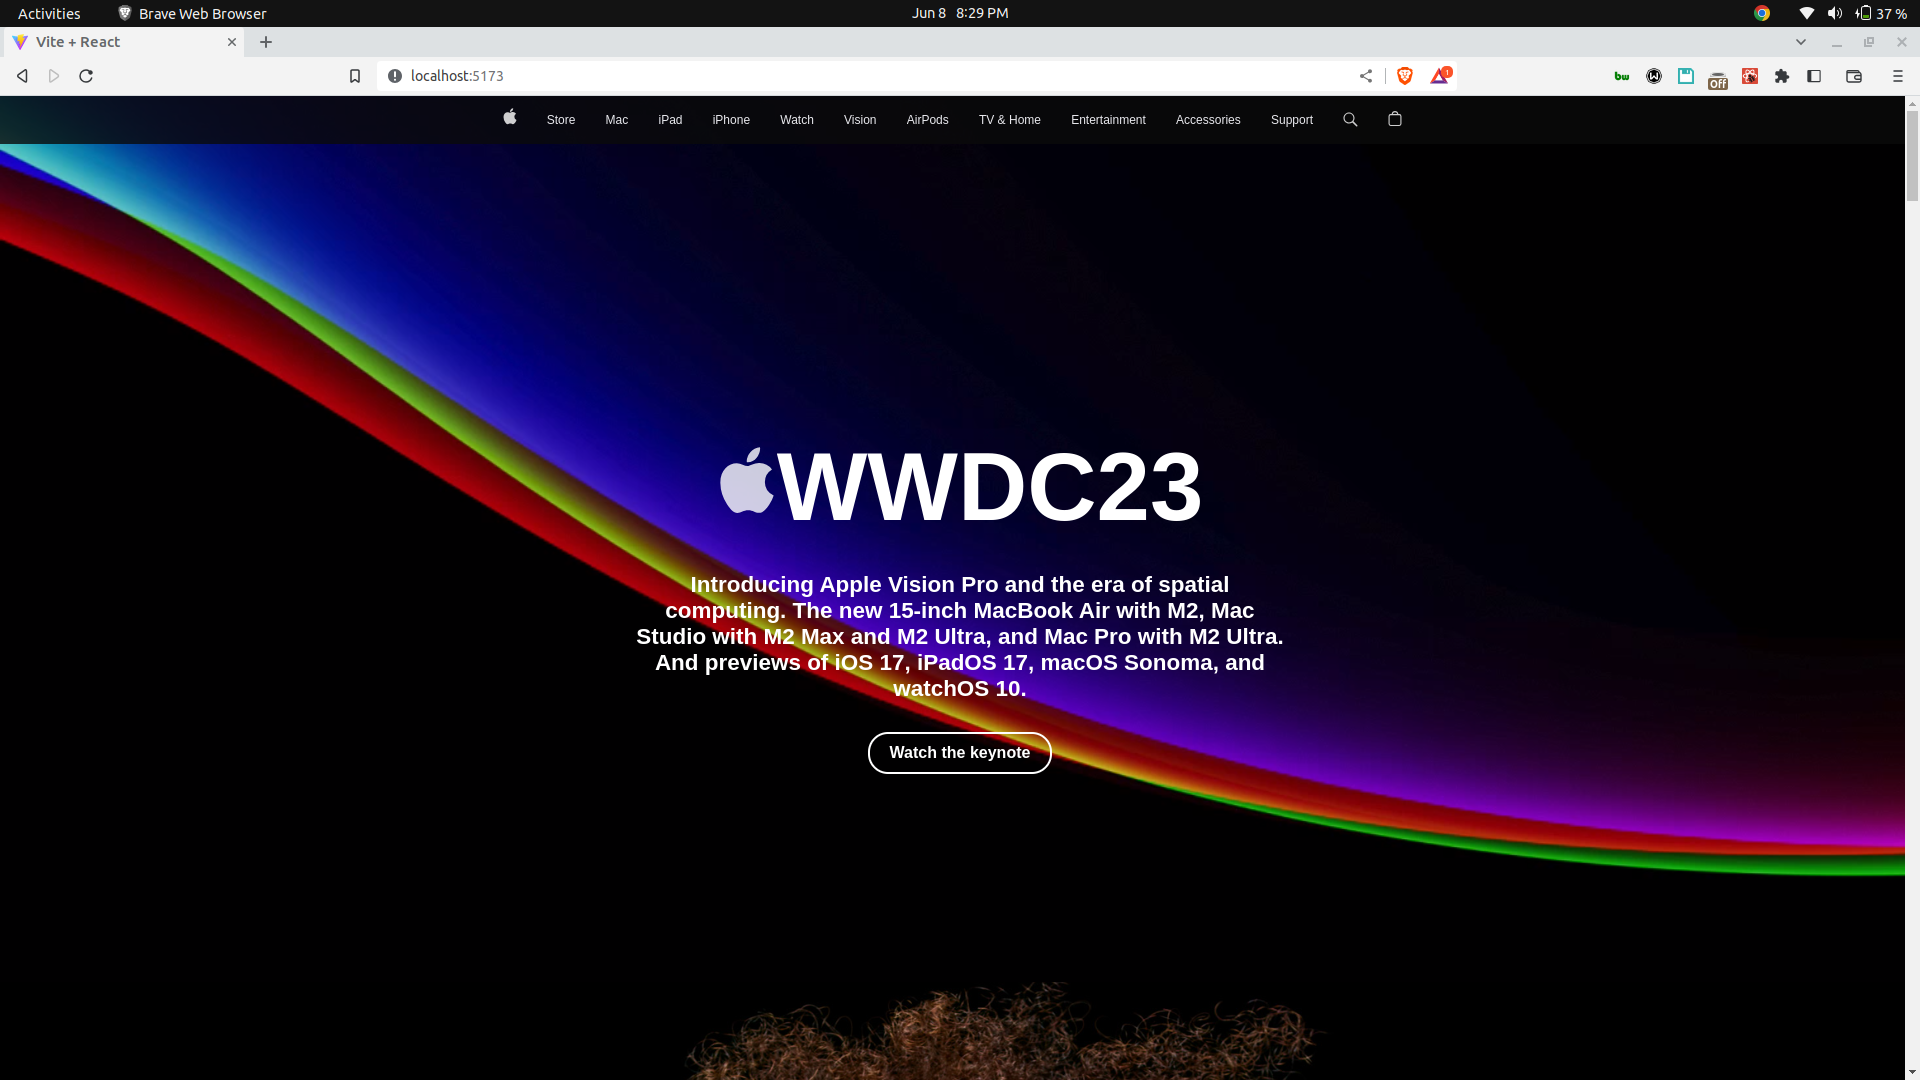 Activities Brave Web Browser Jun 8 8:29 PM 37 %
Vite + React
localhost:5173 1 bw W Off
Store Mac iPad iPhone Watch Vision AirPods TV & Home Entertainment Accessories Support
WWDC23
Introducing Apple Vision Pro and the era of spatial
computing. The new 15-inch MacBook Air with M2, Mac
Studio with M2 Max and M2 Ultra, and Mac Pro with M2 Ultra.
And previews of iOS 17, iPadOS 17, macOS Sonoma, and
watchOS 10.
Watch the keynote